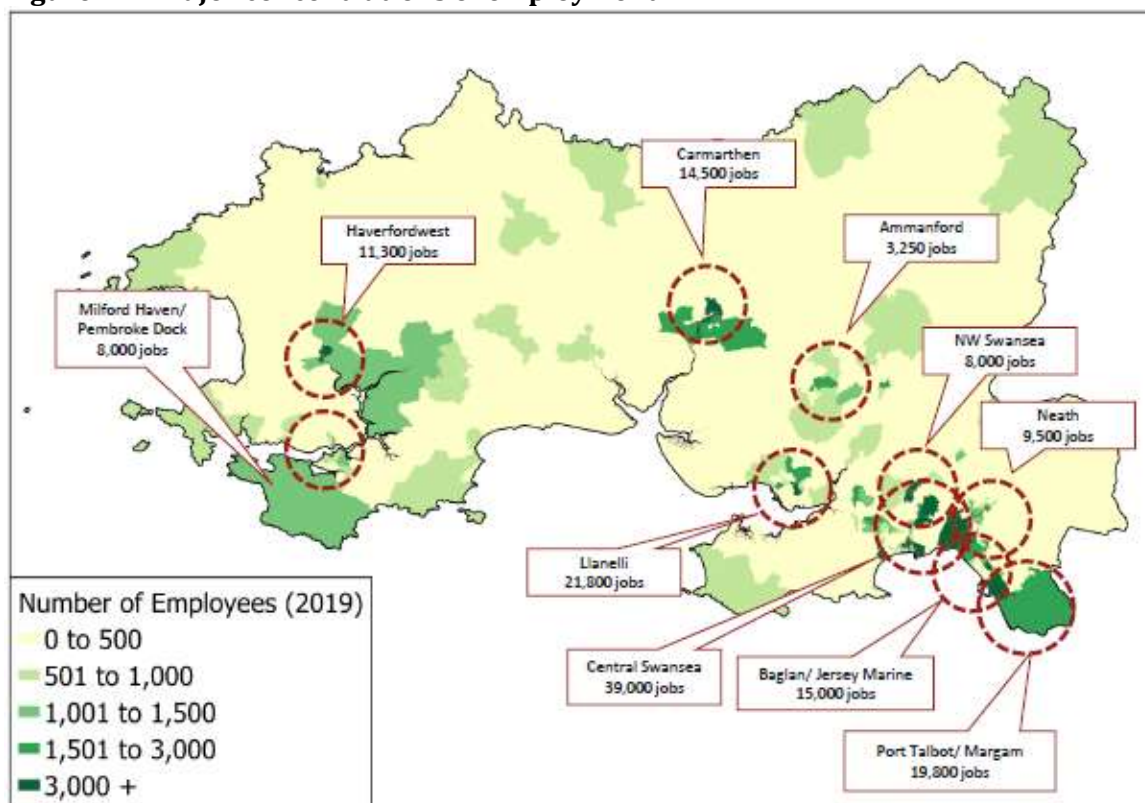 Carmarthen
14,500 jobs
Haverfordwest
11,300 jobs
Ammanford
3,250 jobs
Milford Haven/
Pembroke Dock
8,000 jobs
NW Swansea
8,000 jobs
Neath
9,500 jobs
Llanelli
21,800 jobs
Central Swansea
39,000 jobs
Baglan/ Jersey Marine
15,000 jobs
Port Talbot/ Margam
19,800 jobs
Number of Employees (2019)
0 to 500
501 to 1,000
1,001 to 1,500
1,501 to 3,000
3,000 +